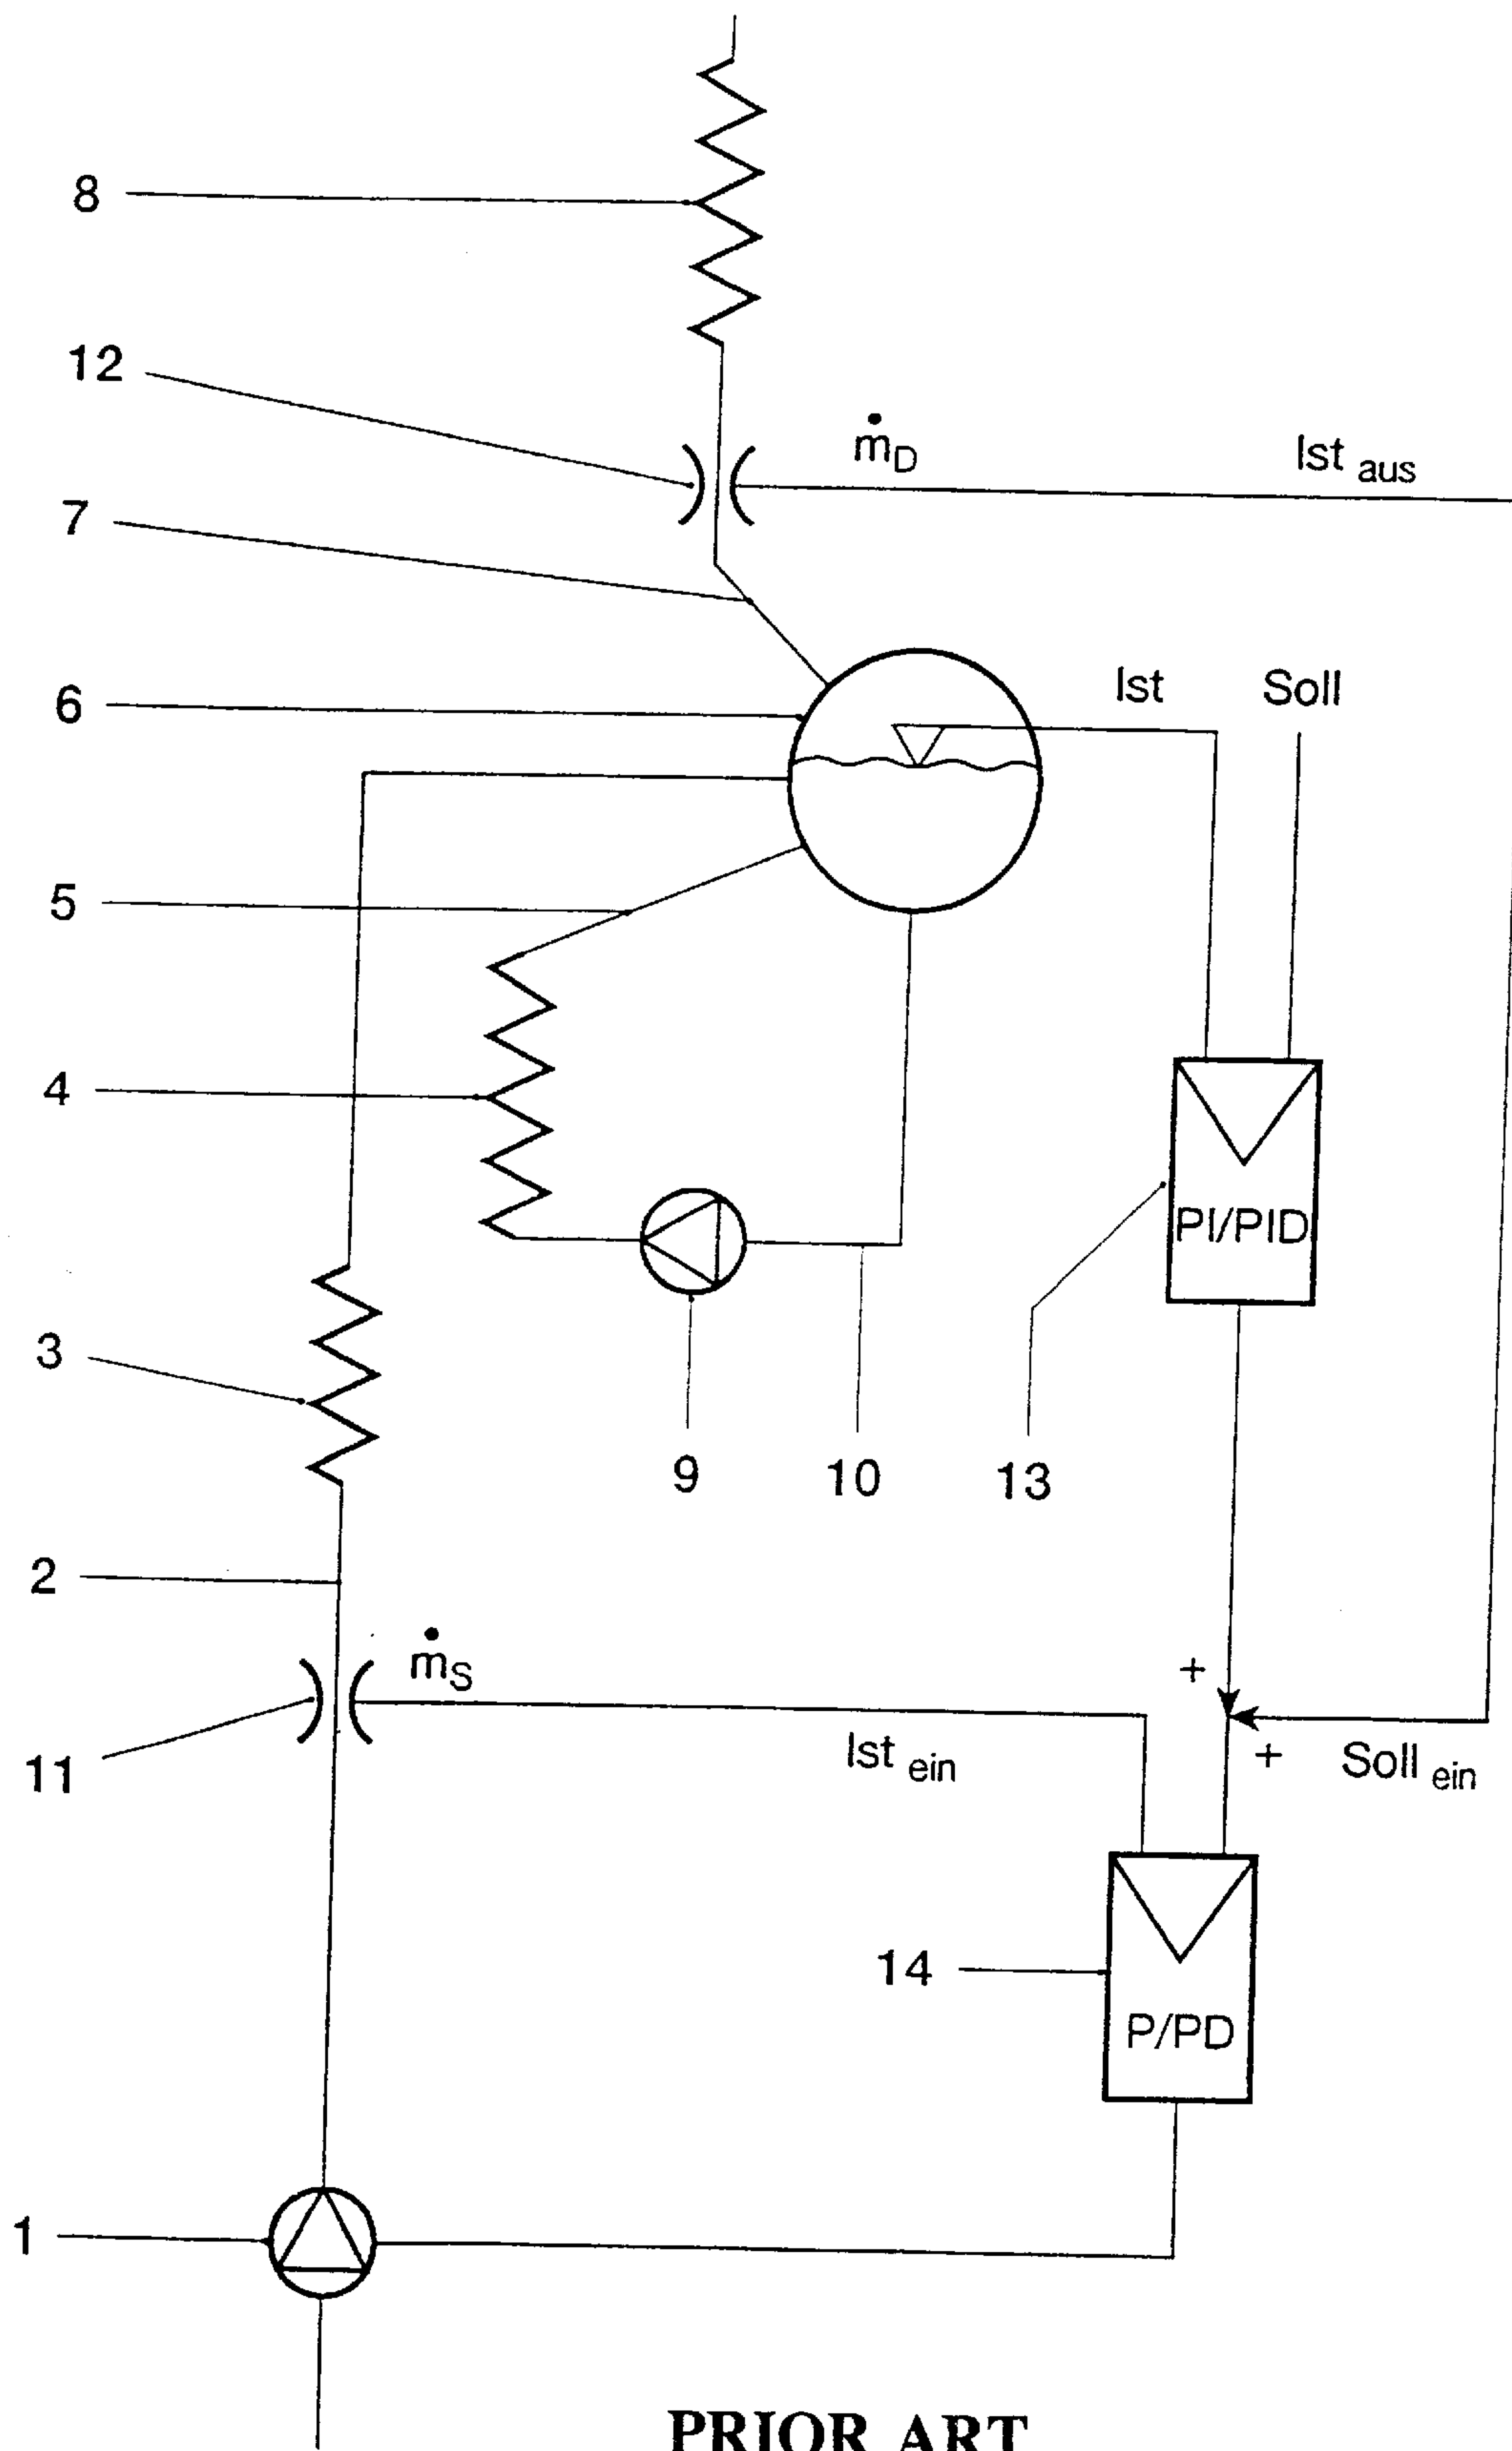 8
12
ṁD
Ist aus
7
6
Ist
Soll
5
4
PI/PID
3
9
10
13
2
ṁS
+
11
Ist ein
+
Soll ein
14
P/PD
1
PRIOR ART